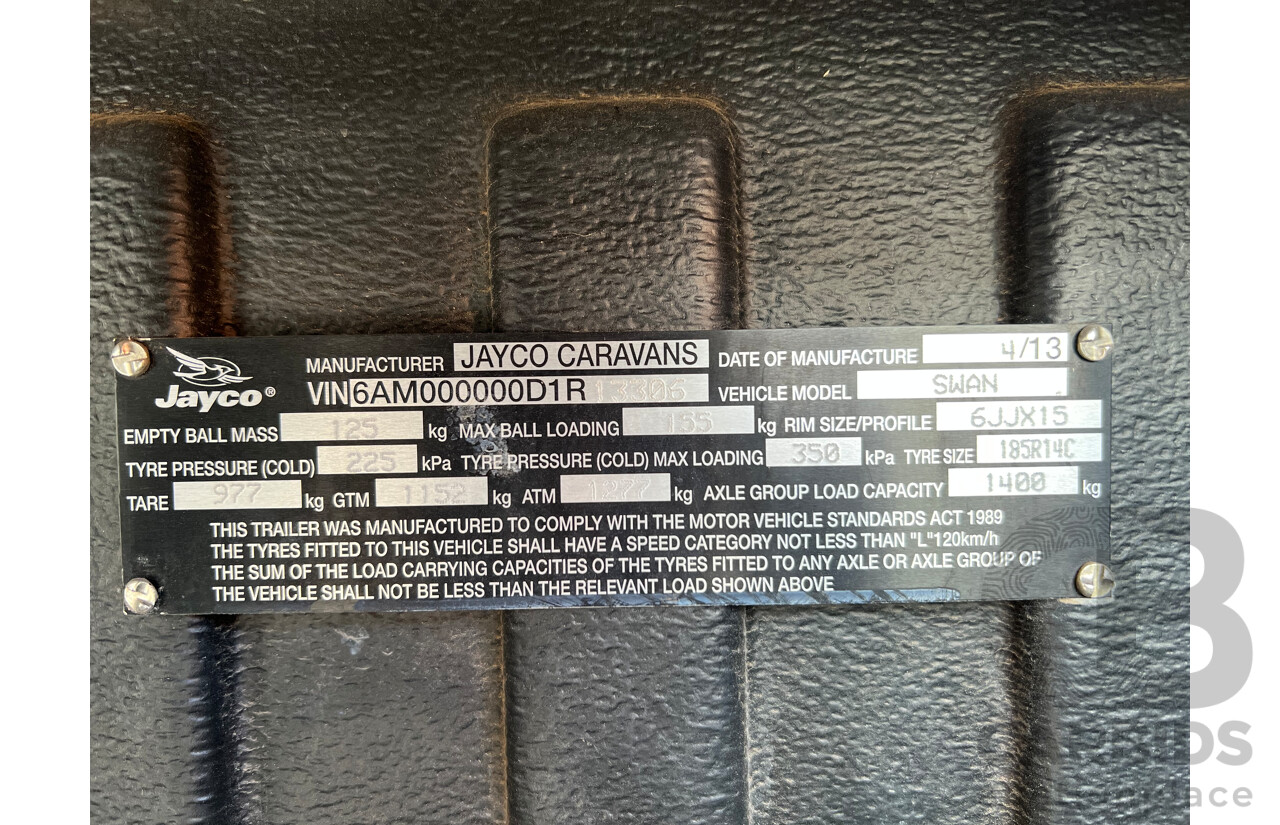 Jayco®
MANUFACTURER JAYCO CARAVANS DATE OF MANUFACTURE 4/13
VIN 6AM000000D1R13306 VEHICLE MODEL SWAN
EMPTY BALL MASS 125 kg MAX BALL LOADING 155 kg RIM SIZE/PROFILE 6JJX15
TYRE PRESSURE (COLD) 225 kPa TYRE PRESSURE (COLD) MAX LOADING 350 kPa TYRE SIZE 185R14C
TARE 977 kg GTM 1152 kg ATM 1277 kg AXLE GROUP LOAD CAPACITY 1400 kg
THIS TRAILER WAS MANUFACTURED TO COMPLY WITH THE MOTOR VEHICLE STANDARDS ACT 1989
THE TYRES FITTED TO THIS VEHICLE SHALL HAVE A SPEED CATEGORY NOT LESS THAN "L"120km/h
THE SUM OF THE LOAD CARRYING CAPACITIES OF THE TYRES FITTED TO ANY AXLE OR AXLE GROUP OF
THE VEHICLE SHALL NOT BE LESS THAN THE RELEVANT LOAD SHOWN ABOVE